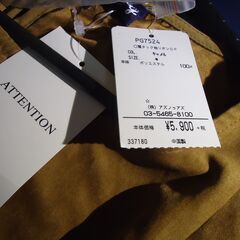 ATTENTION
PG7524
COL キャメル
SIZE
ポリエステル 100%
☆
(株) アズノゥアズ
03-5465-8100
本体価格 ¥5,900 +税
337180 中国製